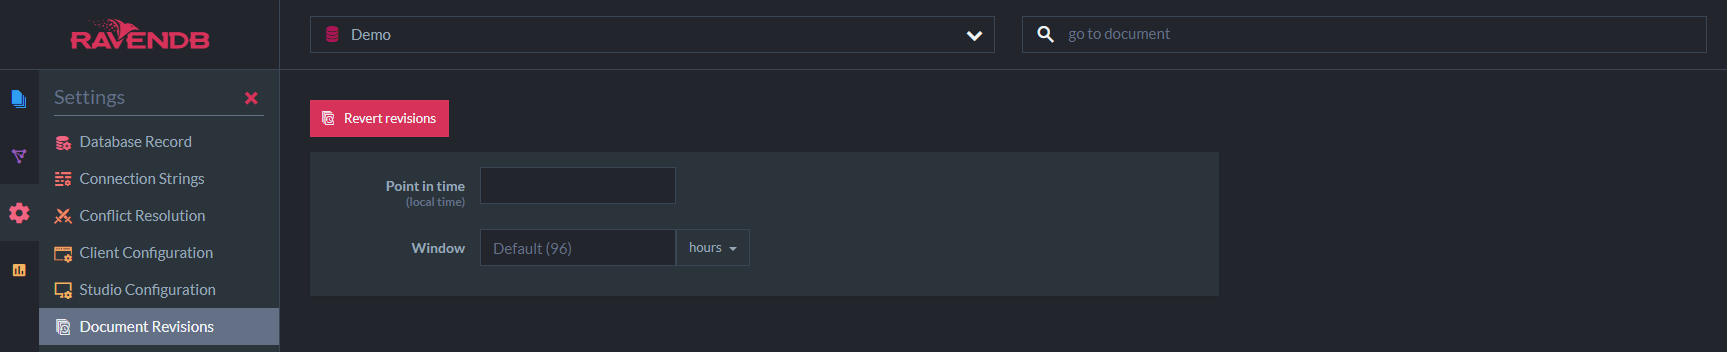 RAVENDB
Demo
go to document
Settings
Database Record
Connection Strings
Conflict Resolution
Client Configuration
Studio Configuration
Document Revisions
Revert revisions
Point in time
(local time)
Window
Default (96)
hours